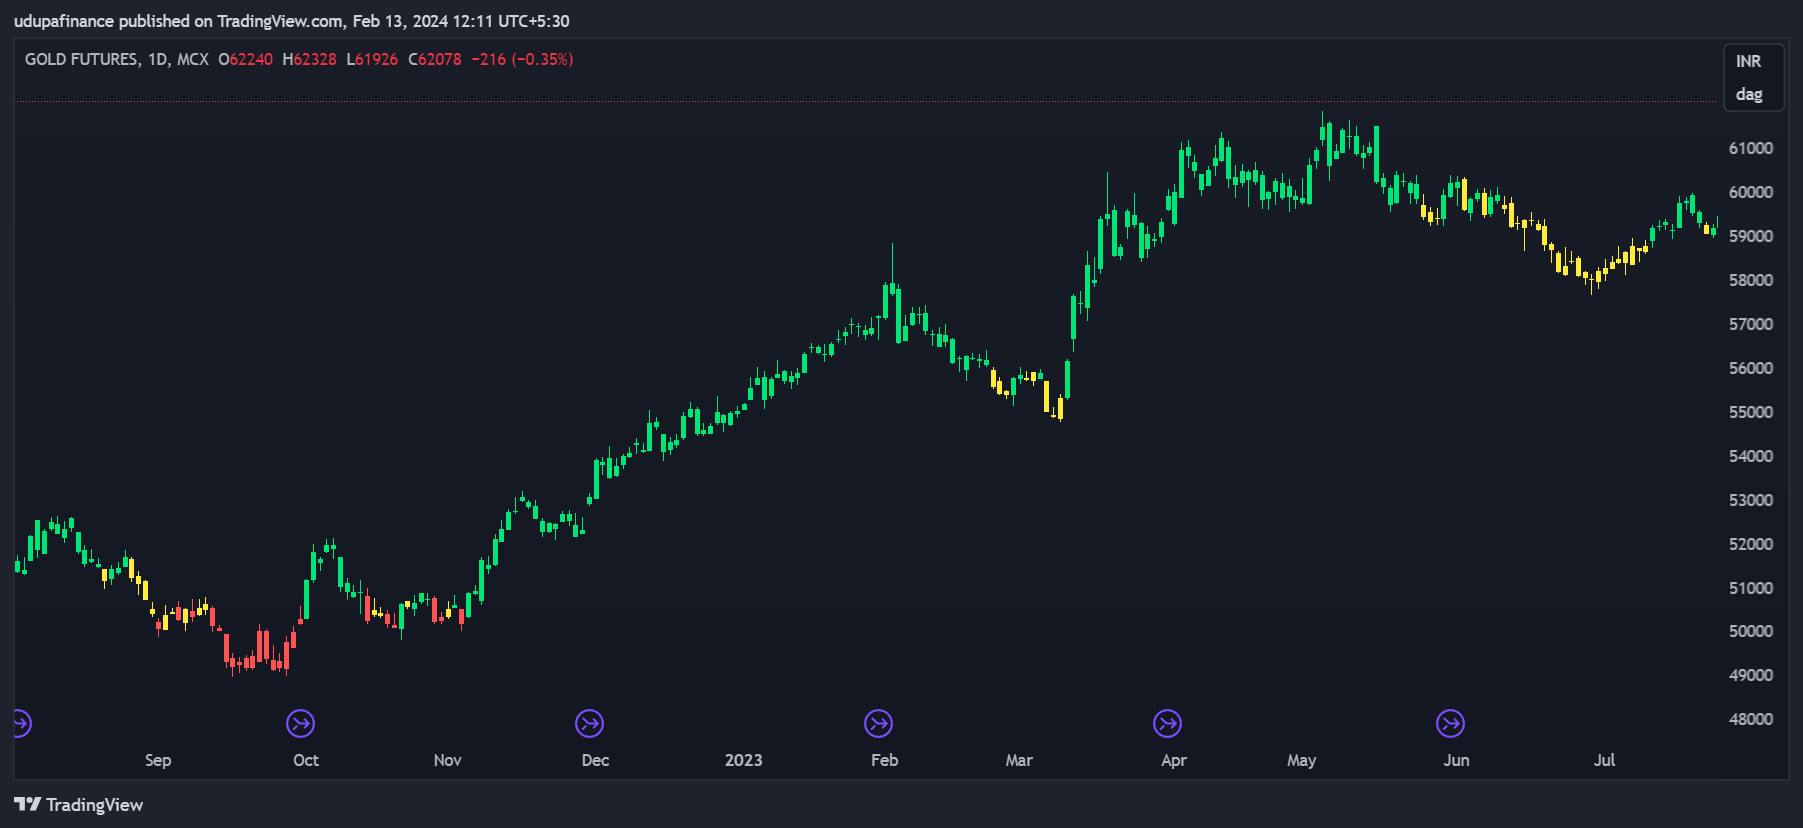 udupafinance published on TradingView.com, Feb 13, 2024 12:11 UTC+5:30
GOLD FUTURES, 1D, MCX O62240 H62328 L61926 C62078 −216 (−0.35%)
INR
dag
61000
60000
59000
58000
57000
56000
55000
54000
53000
52000
51000
50000
49000
48000
Sep Oct Nov Dec 2023 Feb Mar Apr May Jun Jul
TradingView